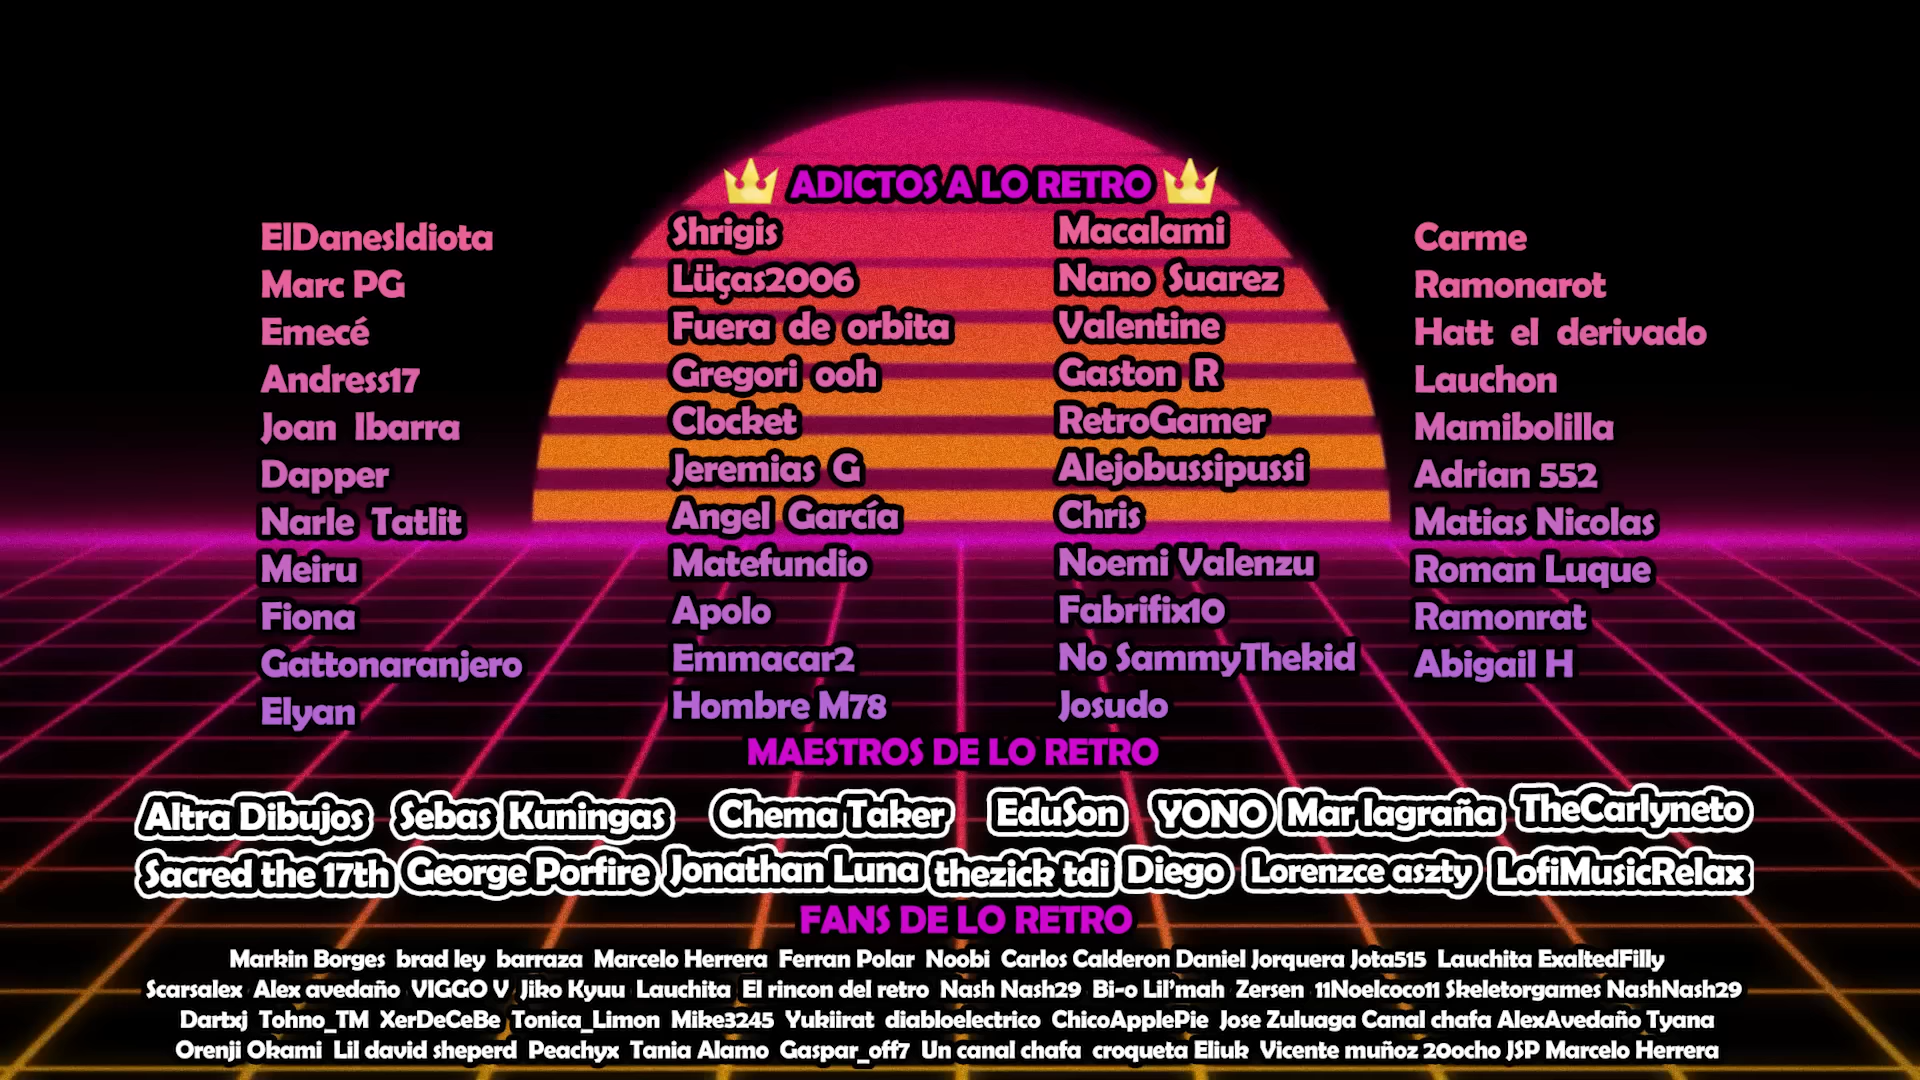 ADICTOS A LO RETRO
ElDanesIdiota
Marc PG
Emecé
Andress17
Joan Ibarra
Dapper
Narle Tatlit
Meiru
Fiona
Gattonaranjero
Elyan
Shrigis
Lüças2006
Fuera de orbita
Gregori ooh
Clocket
Jeremias G
Angel García
Matefundio
Apolo
Emmacar2
Hombre M78
Macalami
Nano Suarez
Valentine
Gaston R
RetroGamer
Alejobussipussi
Chris
Noemi Valenzu
Fabrifix10
No SammyThekid
Josudo
Carme
Ramonarot
Hatt el derivado
Lauchon
Mamibolilla
Adrian 552
Matias Nicolas
Roman Luque
Ramonrat
Abigail H
MAESTROS DE LO RETRO
Altra Dibujos Sebas Kuningas Chema Taker EduSon YONO Mar lagraña TheCarlyneto
Sacred the 17th George Porfire Jonathan Luna thezick tdi Diego Lorenzce aszty LofiMusicRelax
FANS DE LO RETRO
Markin Borges brad ley barraza Marcelo Herrera Ferran Polar Noobi Carlos Calderon Daniel Jorquera Jota515 Lauchita ExaltedFilly
Scarsalex Alex avedaño VIGGO V Jiko Kyuu Lauchita El rincon del retro Nash Nash29 Bi-o Lil'mah Zersen 11Noelcoco11 Skeletorgames NashNash29
Dartxj Tohno_TM XerDeCeBe Tonica_Limon Mike3245 Yukiirat diabloelectrico ChicoApplePie Jose Zuluaga Canal chafa AlexAvedaño Tyana
Orenji Okami Lil david sheperd Peachyx Tania Alamo Gaspar_off7 Un canal chafa croqueta Eliuk Vicente muñoz 20ocho JSP Marcelo Herrera